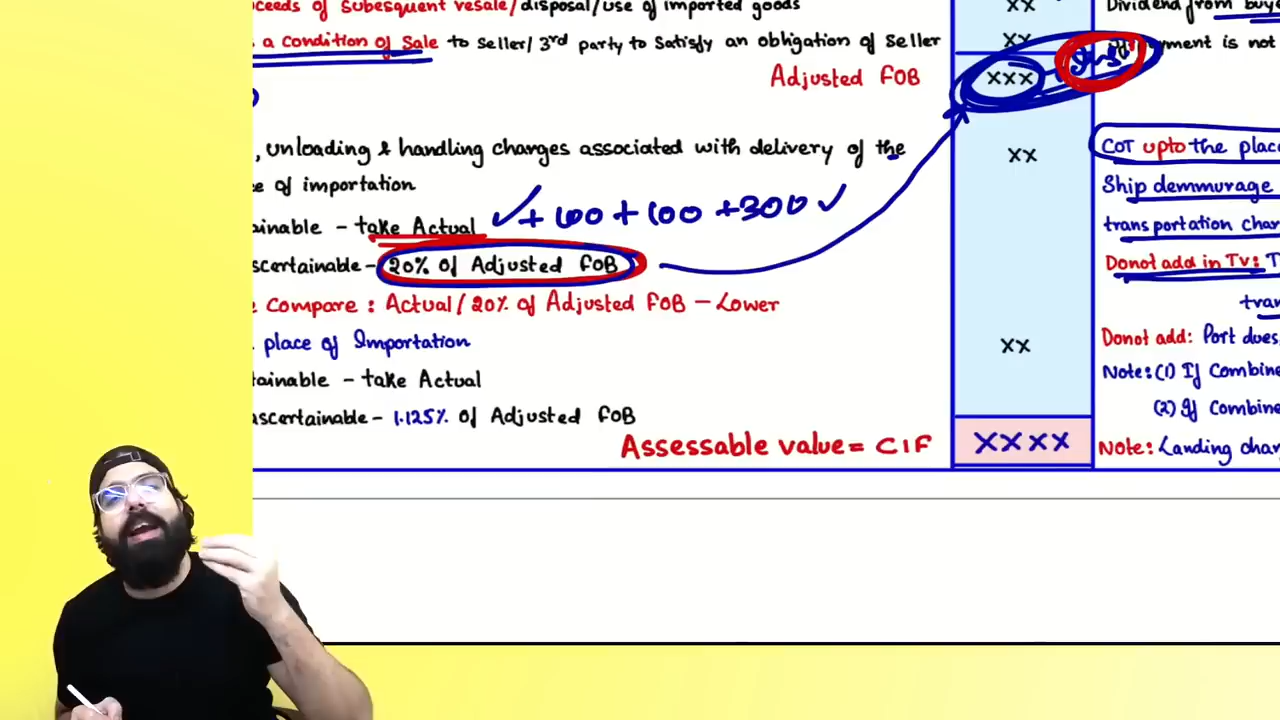 ceeds of Subesquent resale/disposal/use of imported goods
xx
Dividend from buye
s a condition of Sale to Seller/3rd party to Satisfy an obligation of Seller
xx
yment is not
Adjusted FOB
xxx
, unloading & handling charges associated with delivery of the
xx
COT upto the place
e of importation
Ship demmurage
ainable - take Actual ✓ + 100 + 100 + 300 ✓
transportation char
scertainable- 20% of Adjusted FOB
Donot add in TV: T
e Compare : Actual/20% of Adjusted FOB - Lower
tran
place of Importation
xx
Donot add: Port dues,
tainable - take Actual
Note:(1) If Combine
ascertainable- 1.125% of Adjusted FOB
(2) If Combine
Assessable value= CIF
XXXX
Note: Landing char